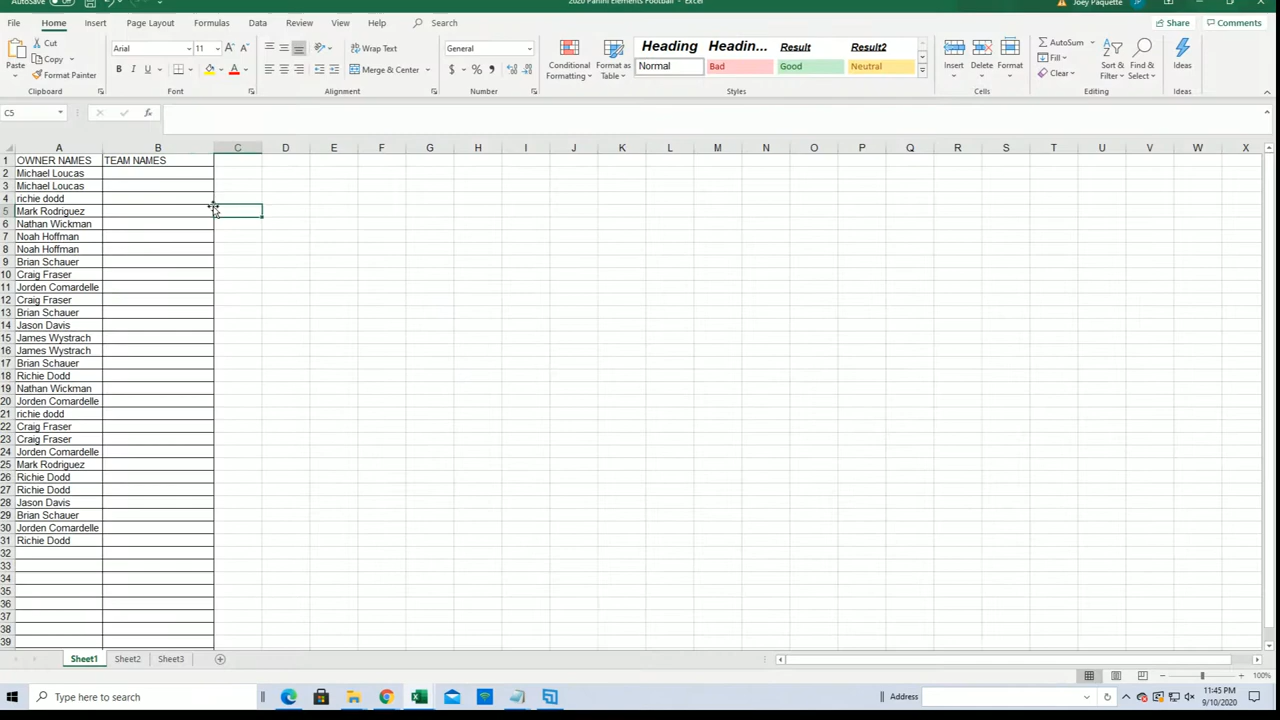 AutoSave Off 2020 Panini Elements Football - Excel Joey Paquette JP
File Home Insert Page Layout Formulas Data Review View Help Search Share Comments
Paste Cut Copy Format Painter Clipboard
Arial 11 A A B U A Font
Wrap Text Merge & Center Alignment
General $ % , Number
Conditional Formatting Format as Table
Heading Headin... Result Result2
Normal Bad Good Neutral Styles
Insert Delete Format Cells
AutoSum Fill Clear Sort & Filter Find & Select Editing
Ideas Ideas
C5 fx
A B C D E F G H I J K L M N O P Q R S T U V W X
1 OWNER NAMES TEAM NAMES
2 Michael Loucas
3 Michael Loucas
4 richie dodd
5 Mark Rodriguez
6 Nathan Wickman
7 Noah Hoffman
8 Noah Hoffman
9 Brian Schauer
10 Craig Fraser
11 Jorden Comardelle
12 Craig Fraser
13 Brian Schauer
14 Jason Davis
15 James Wystrach
16 James Wystrach
17 Brian Schauer
18 Richie Dodd
19 Nathan Wickman
20 Jorden Comardelle
21 richie dodd
22 Craig Fraser
23 Craig Fraser
24 Jorden Comardelle
25 Mark Rodriguez
26 Richie Dodd
27 Richie Dodd
28 Jason Davis
29 Brian Schauer
30 Jorden Comardelle
31 Richie Dodd
32
33
34
35
36
37
38
39
Sheet1 Sheet2 Sheet3
100%
Type here to search Address 11:45 PM
9/10/2020